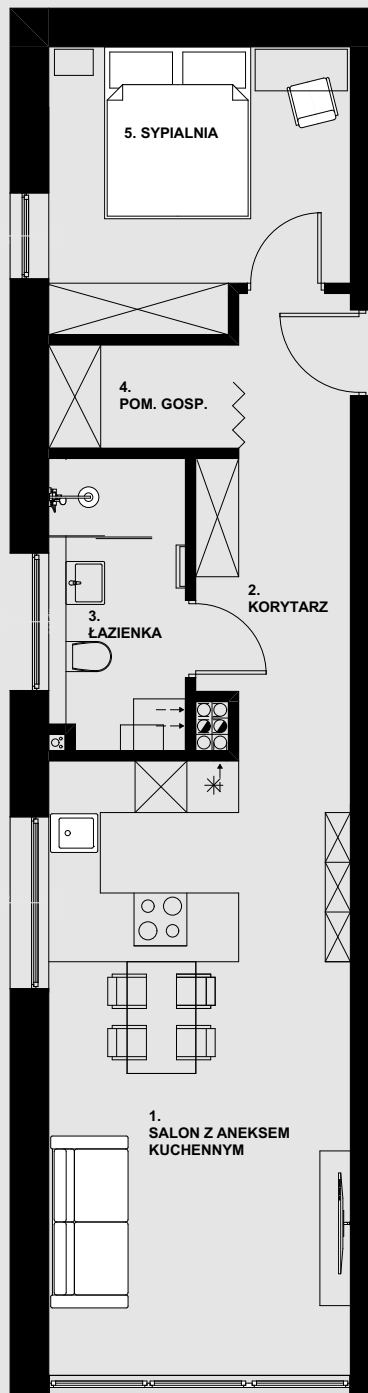 5. SYPIALNIA
4.
POM. GOSP.
2.
KORYTARZ
3.
ŁAZIENKA
1.
SALON Z ANEKSEM
KUCHENNYM